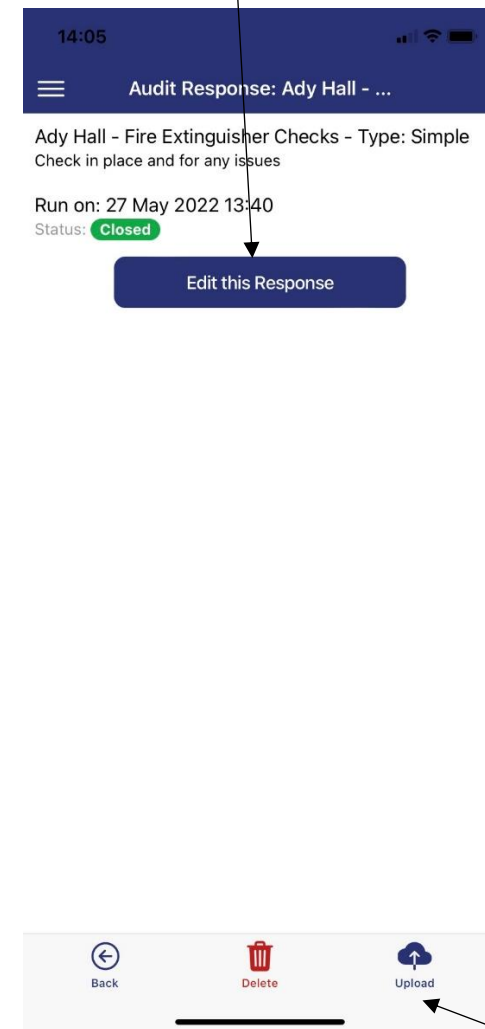 14:05
Audit Response: Ady Hall - ...
Ady Hall - Fire Extinguisher Checks - Type: Simple
Check in place and for any issues
Run on: 27 May 2022 13:40
Status: Closed
Edit this Response
Back Delete Upload